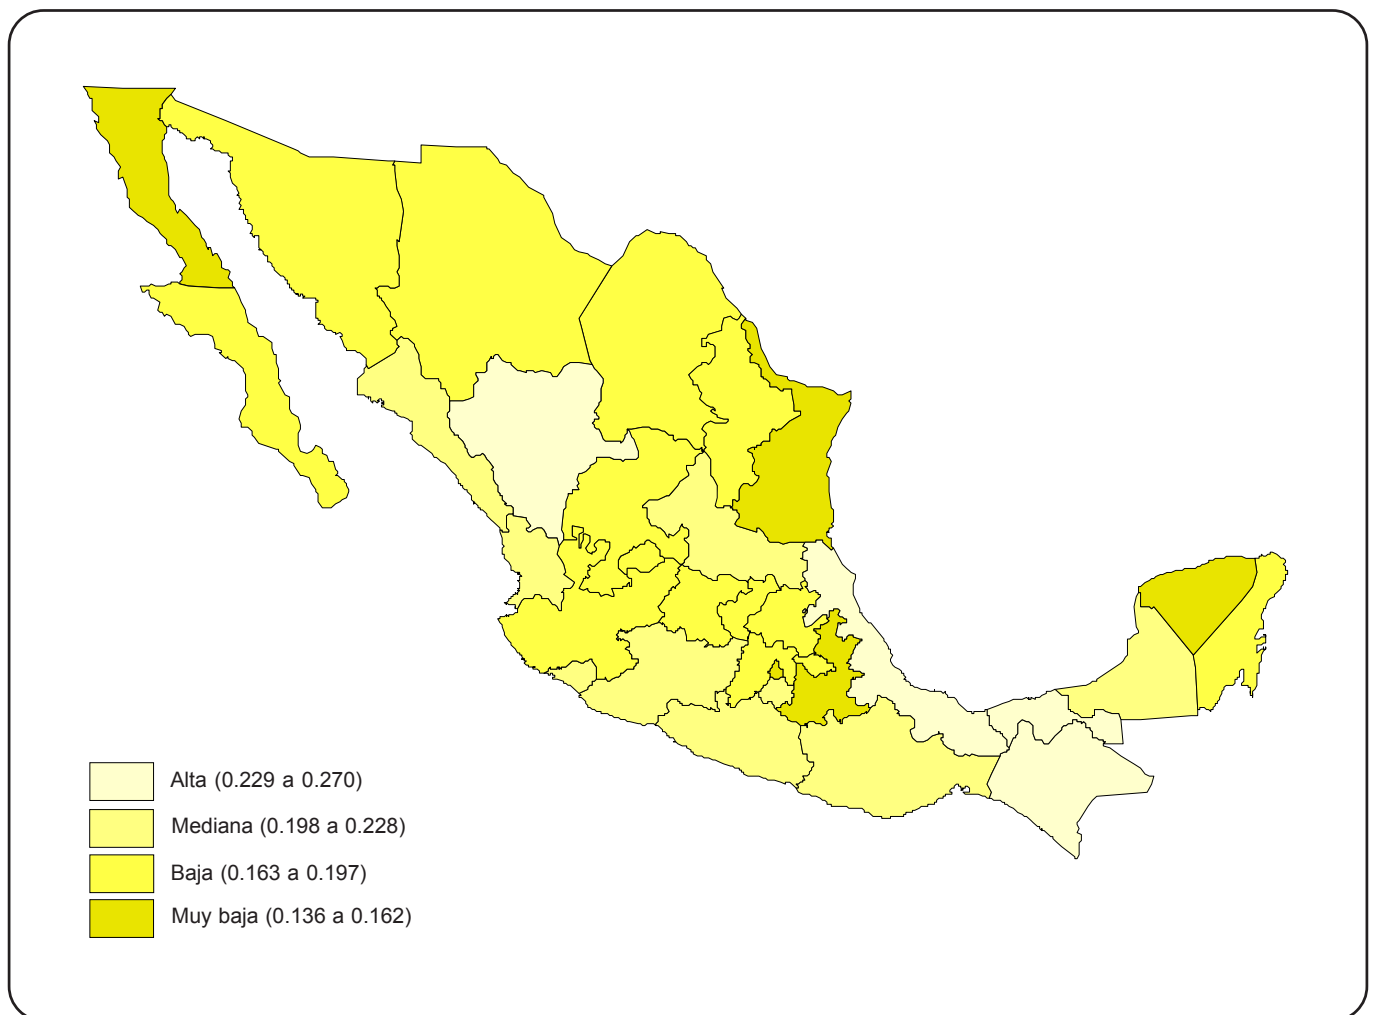 Alta (0.229 a 0.270)
Mediana (0.198 a 0.228)
Baja (0.163 a 0.197)
Muy baja (0.136 a 0.162)